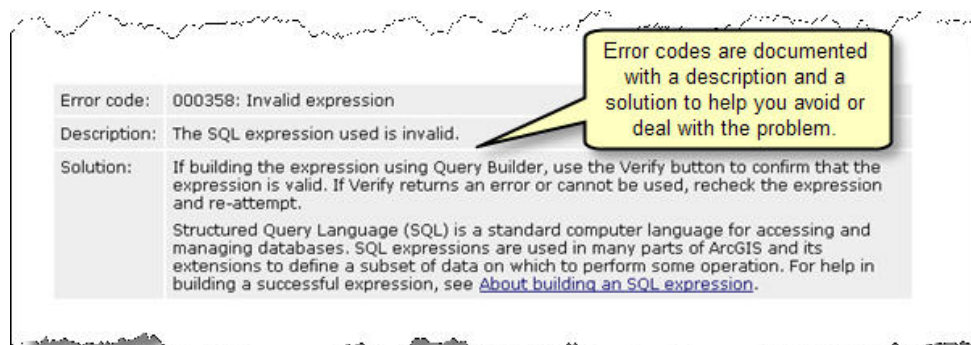 Error codes are documented
with a description and a
solution to help you avoid or
deal with the problem.
Error code: 000358: Invalid expression
Description: The SQL expression used is invalid.
Solution: If building the expression using Query Builder, use the Verify button to confirm that the
expression is valid. If Verify returns an error or cannot be used, recheck the expression
and re-attempt.
Structured Query Language (SQL) is a standard computer language for accessing and
managing databases. SQL expressions are used in many parts of ArcGIS and its
extensions to define a subset of data on which to perform some operation. For help in
building a successful expression, see About building an SQL expression.